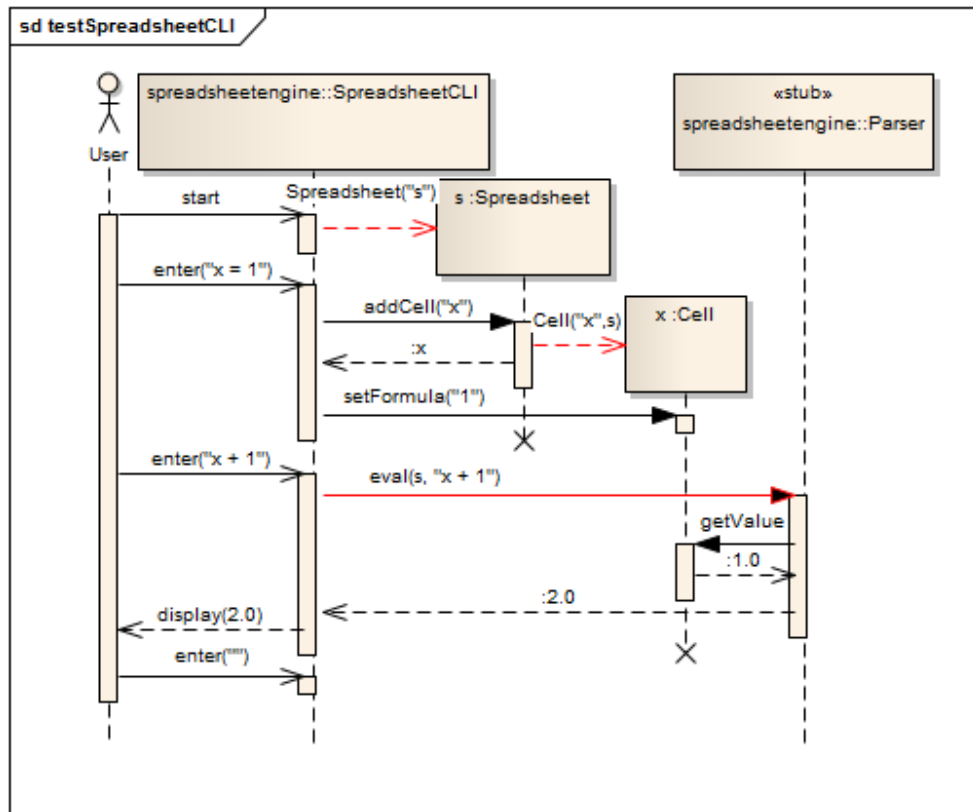 sd testSpreadsheetCLI
spreadsheetengine::SpreadsheetCLI
«stub»
spreadsheetengine::Parser
User
start
Spreadsheet("s")
s :Spreadsheet
enter("x = 1")
addCell("x")
Cell("x",s)
x :Cell
:x
setFormula("1")
enter("x + 1")
eval(s, "x + 1")
getValue
:1.0
:2.0
display(2.0)
enter("")